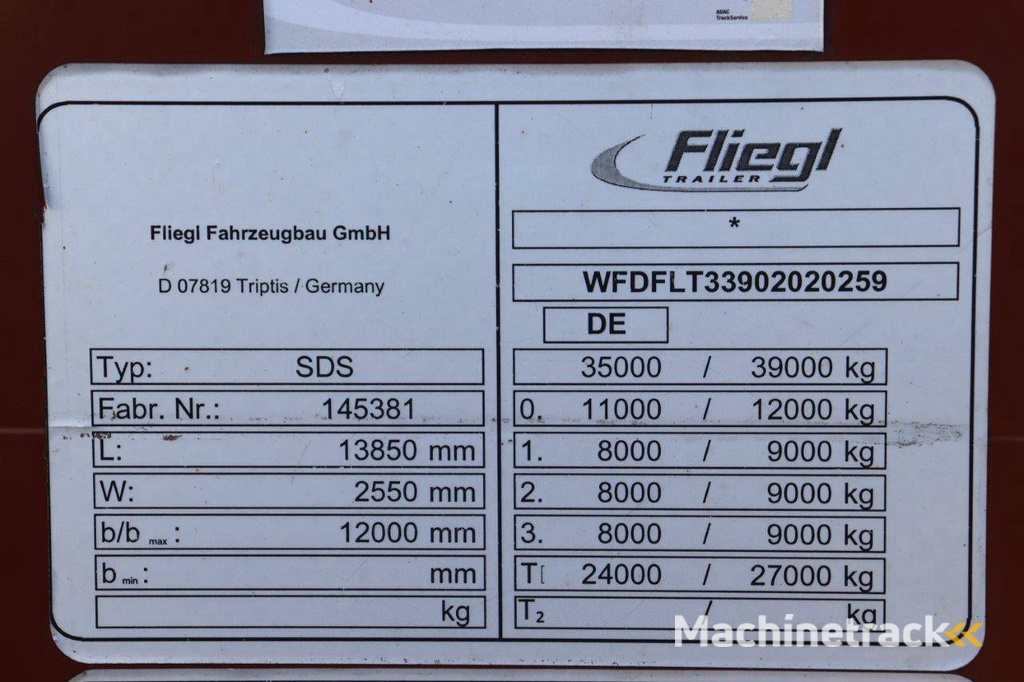 ADAC
TruckService
Fliegl Fahrzeugbau GmbH
D 07819 Triptis / Germany
Typ: SDS
Fabr. Nr.: 145381
L: 13850 mm
W: 2550 mm
b/b max : 12000 mm
b min : mm
kg
Fliegl
TRAILER
*
WFDFLT33902020259
DE
35000 / 39000 kg
0. 11000 / 12000 kg
1. 8000 / 9000 kg
2. 8000 / 9000 kg
3. 8000 / 9000 kg
T[ 24000 / 27000 kg
T2 / kg
Machinetrack